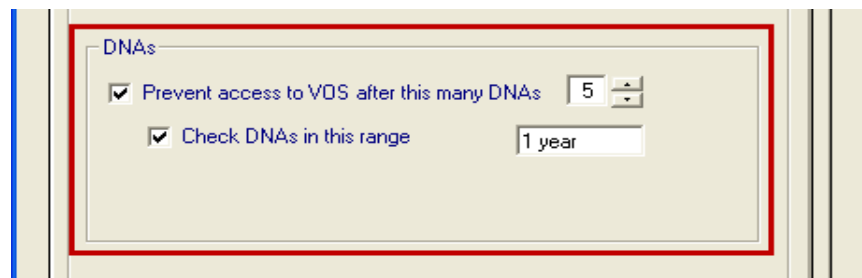 DNAs
Prevent access to VOS after this many DNAs 5
Check DNAs in this range 1 year